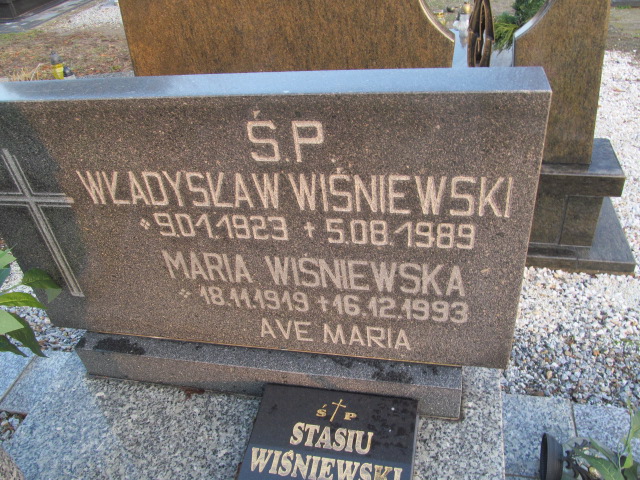 Ś.P.
WŁADYSŁAW WIŚNIEWSKI
*9.01.1923 +5.08.1989
MARIA WIŚNIEWSKA
*18.11.1919 +16.12.1993
AVE MARIA
Ś+P
STASIU
WIŚNIEWSKI